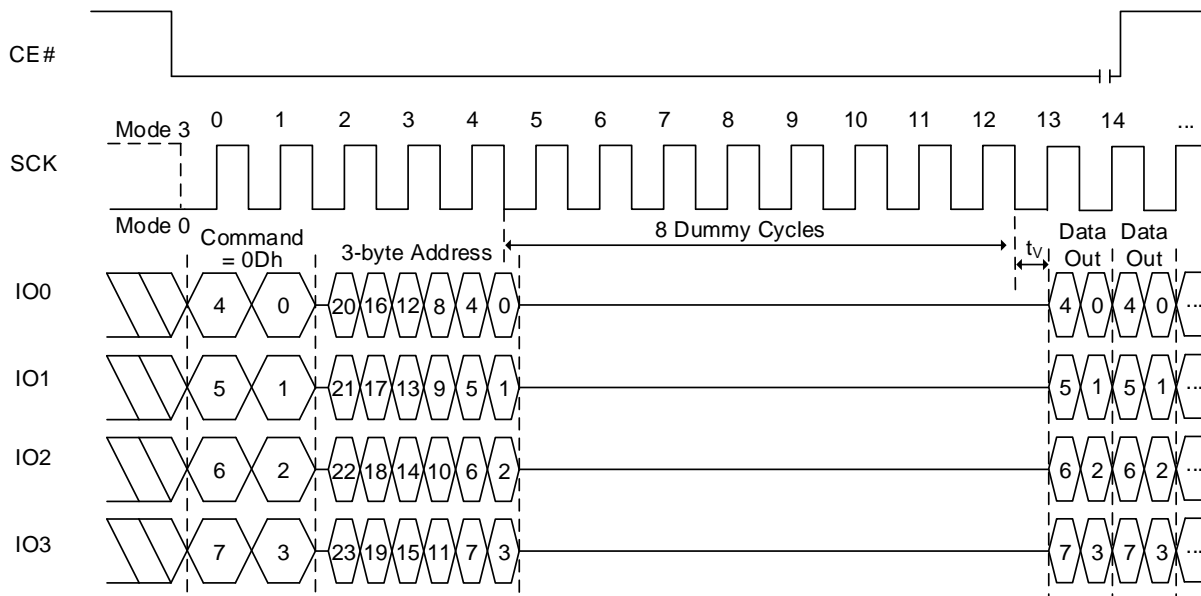 CE#
0 1 2 3 4 5 6 7 8 9 10 11 12 13 14 ...
Mode 3
SCK
Mode 0
Command
= 0Dh
3-byte Address
8 Dummy Cycles
tV
Data
Out
Data
Out
IO0
4 0 20 16 12 8 4 0 4 0 4 0 ...
IO1
5 1 21 17 13 9 5 1 5 1 5 1 ...
IO2
6 2 22 18 14 10 6 2 6 2 6 2 ...
IO3
7 3 23 19 15 11 7 3 7 3 7 3 ...